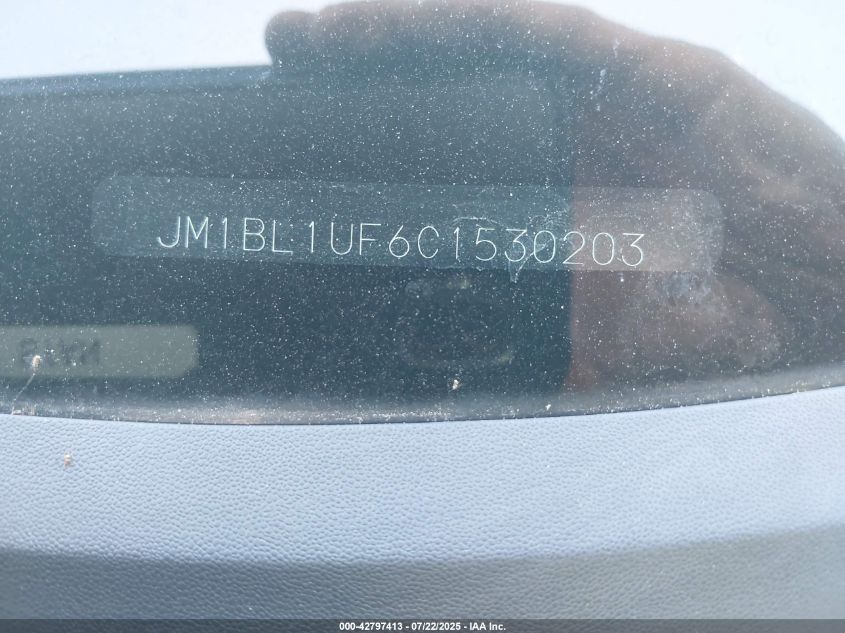 JM1BL1UF6C1530203
000-42797413 - 07/22/2025 - IAA Inc.